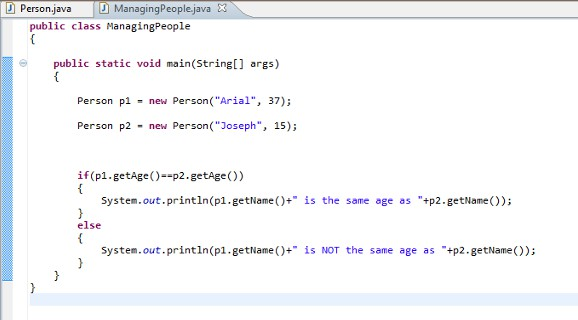 Person.java ManagingPeople.java
public class ManagingPeople
{
public static void main(String[] args)
{
Person p1 = new Person("Arial", 37);
Person p2 = new Person("Joseph", 15);
if(p1.getAge()==p2.getAge())
{
System.out.println(p1.getName()+" is the same age as "+p2.getName());
}
else
{
System.out.println(p1.getName()+" is NOT the same age as "+p2.getName());
}
}
}